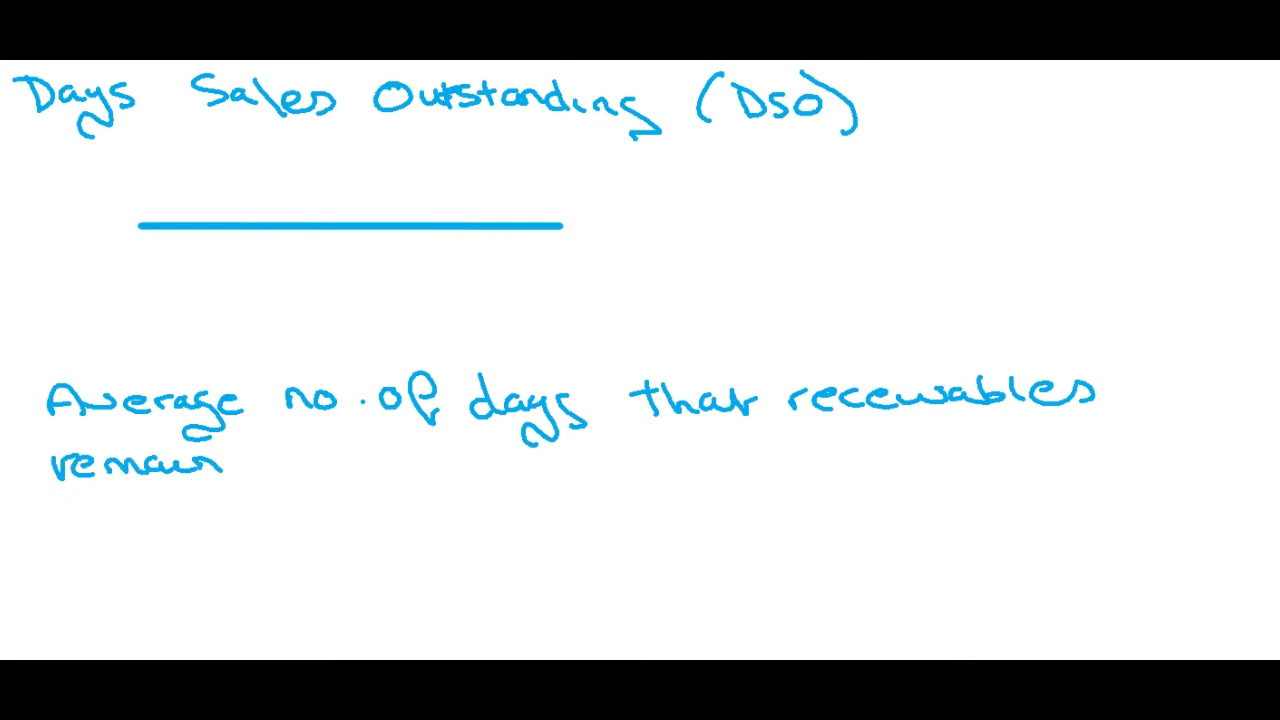 Days Sales Outstanding (DSO)
Average no. of days that receivables
remain